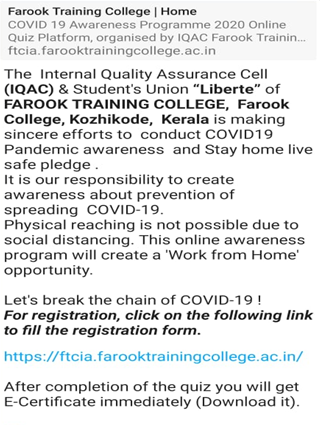 Farook Training College | Home
COVID 19 Awareness Programme 2020 Online
Quiz Platform, organised by IQAC Farook Trainin...
ftcia.farooktrainingcollege.ac.in
The Internal Quality Assurance Cell
(IQAC) & Student's Union “Liberte” of
FAROOK TRAINING COLLEGE, Farook
College, Kozhikode, Kerala is making
sincere efforts to conduct COVID19
Pandemic awareness and Stay home live
safe pledge .
It is our responsibility to create
awareness about prevention of
spreading COVID-19.
Physical reaching is not possible due to
social distancing. This online awareness
program will create a 'Work from Home'
opportunity.
Let's break the chain of COVID-19 !
For registration, click on the following link
to fill the registration form.
https://ftcia.farooktrainingcollege.ac.in/
After completion of the quiz you will get
E-Certificate immediately (Download it).